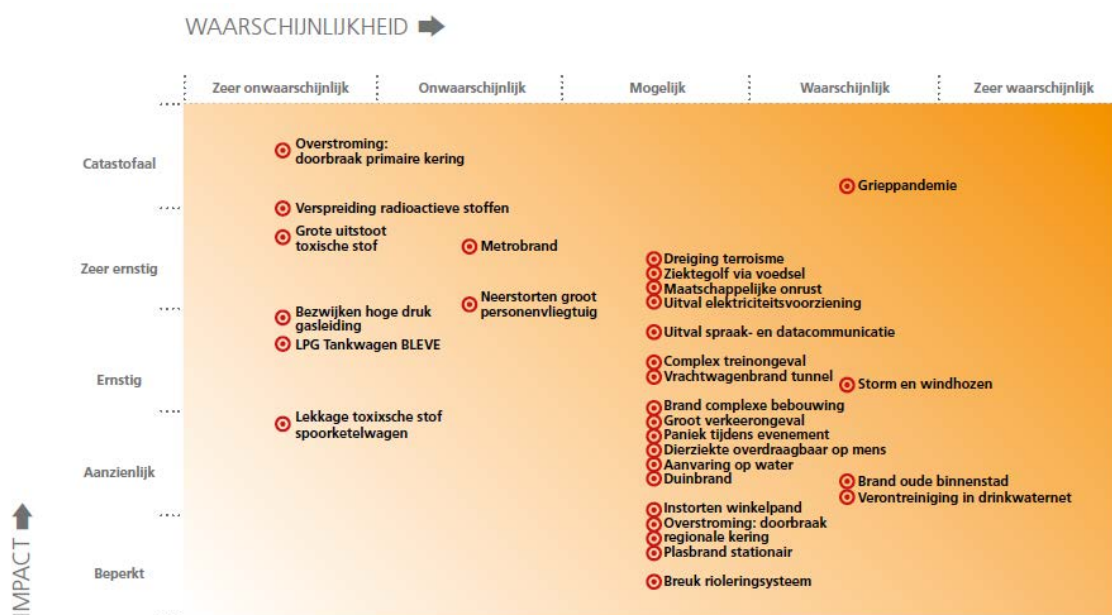 WAARSCHIJNLIJKHEID
Zeer onwaarschijnlijk
Onwaarschijnlijk
Mogelijk
Waarschijnlijk
Zeer waarschijnlijk
Catastofaal
Zeer ernstig
Ernstig
Aanzienlijk
Beperkt
IMPACT
Overstroming:
doorbraak primaire kering
Verspreiding radioactieve stoffen
Grote uitstoot
toxische stof
Bezwijken hoge druk
gasleiding
LPG Tankwagen BLEVE
Lekkage toxixsche stof
spoorketelwagen
Metrobrand
Neerstorten groot
personenvliegtuig
Dreiging terroisme
Ziektegolf via voedsel
Maatschappelijke onrust
Uitval elektriciteitsvoorziening
Uitval spraak- en datacommunicatie
Complex treinongeval
Vrachtwagenbrand tunnel
Brand complexe bebouwing
Groot verkeerongeval
Paniek tijdens evenement
Dierziekte overdraagbaar op mens
Aanvaring op water
Duinbrand
Instorten winkelpand
Overstroming: doorbraak
regionale kering
Plasbrand stationair
Breuk rioleringsysteem
Grieppandemie
Storm en windhozen
Brand oude binnenstad
Verontreiniging in drinkwaternet